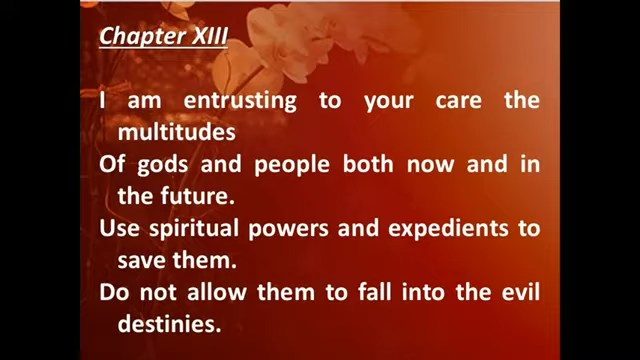 Chapter XIII
I am entrusting to your care the
multitudes
Of gods and people both now and in
the future.
Use spiritual powers and expedients to
save them.
Do not allow them to fall into the evil
destinies.